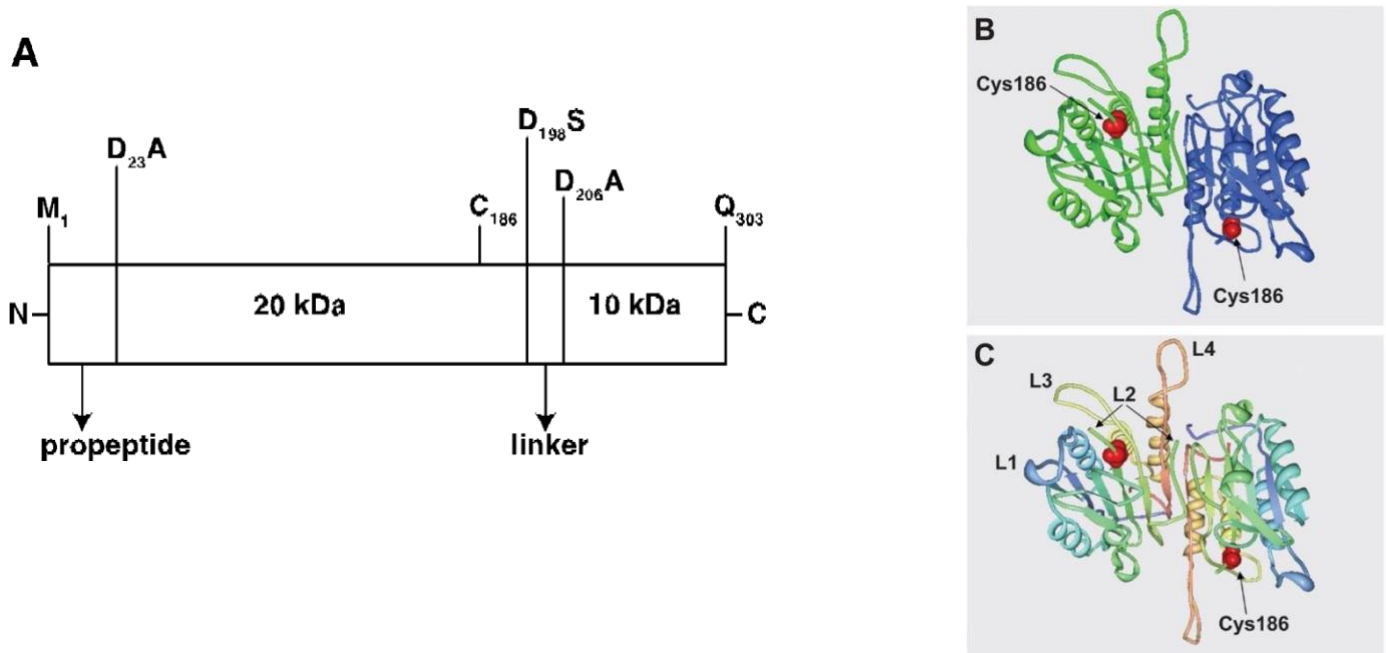 A
D₁₉₈S
D₂₃A
D₂₀₆A
M₁
C₁₈₆
Q₃₀₃
N
20 kDa
10 kDa
C
propeptide
linker
B
Cys186
Cys186
C
L4
L3
L2
L1
Cys186